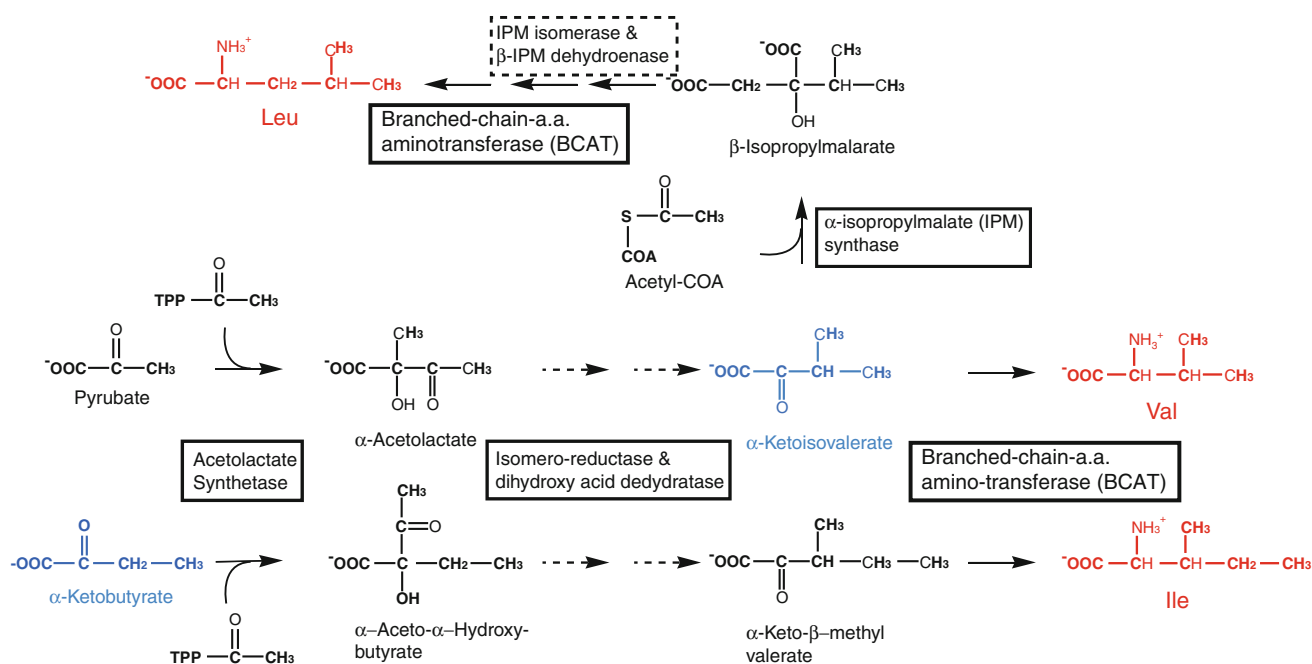 IPM isomerase &
β-IPM dehydroenase
NH₃⁺
CH₃
⁻OOC CH CH₂ CH CH₃
Leu
Branched-chain-a.a.
aminotransferase (BCAT)
⁻OOC CH₃
⁻OOC CH₂ C CH CH₃
OH
β-Isopropylmalarate
O
S C CH₃
COA
Acetyl-COA
α-isopropylmalate (IPM)
synthase
O
TPP C CH₃
O
⁻OOC C CH₃
Pyrubate
CH₃
⁻OOC C C CH₃
OH O
α-Acetolactate
CH₃
⁻OOC C CH CH₃
O
α-Ketoisovalerate
NH₃⁺ CH₃
⁻OOC CH CH CH₃
Val
Acetolactate
Synthetase
Isomero-reductase &
dihydroxy acid dedydratase
Branched-chain-a.a.
amino-transferase (BCAT)
O
-OOC C CH₂ CH₃
α-Ketobutyrate
O
TPP C CH₃
CH₃
C O
⁻OOC C CH₂ CH₃
OH
α–Aceto-α–Hydroxy-
butyrate
CH₃
⁻OOC C CH CH₃ CH₃
O
α-Keto-β–methyl
valerate
NH₃⁺ CH₃
⁻OOC CH CH CH₂ CH₃
Ile